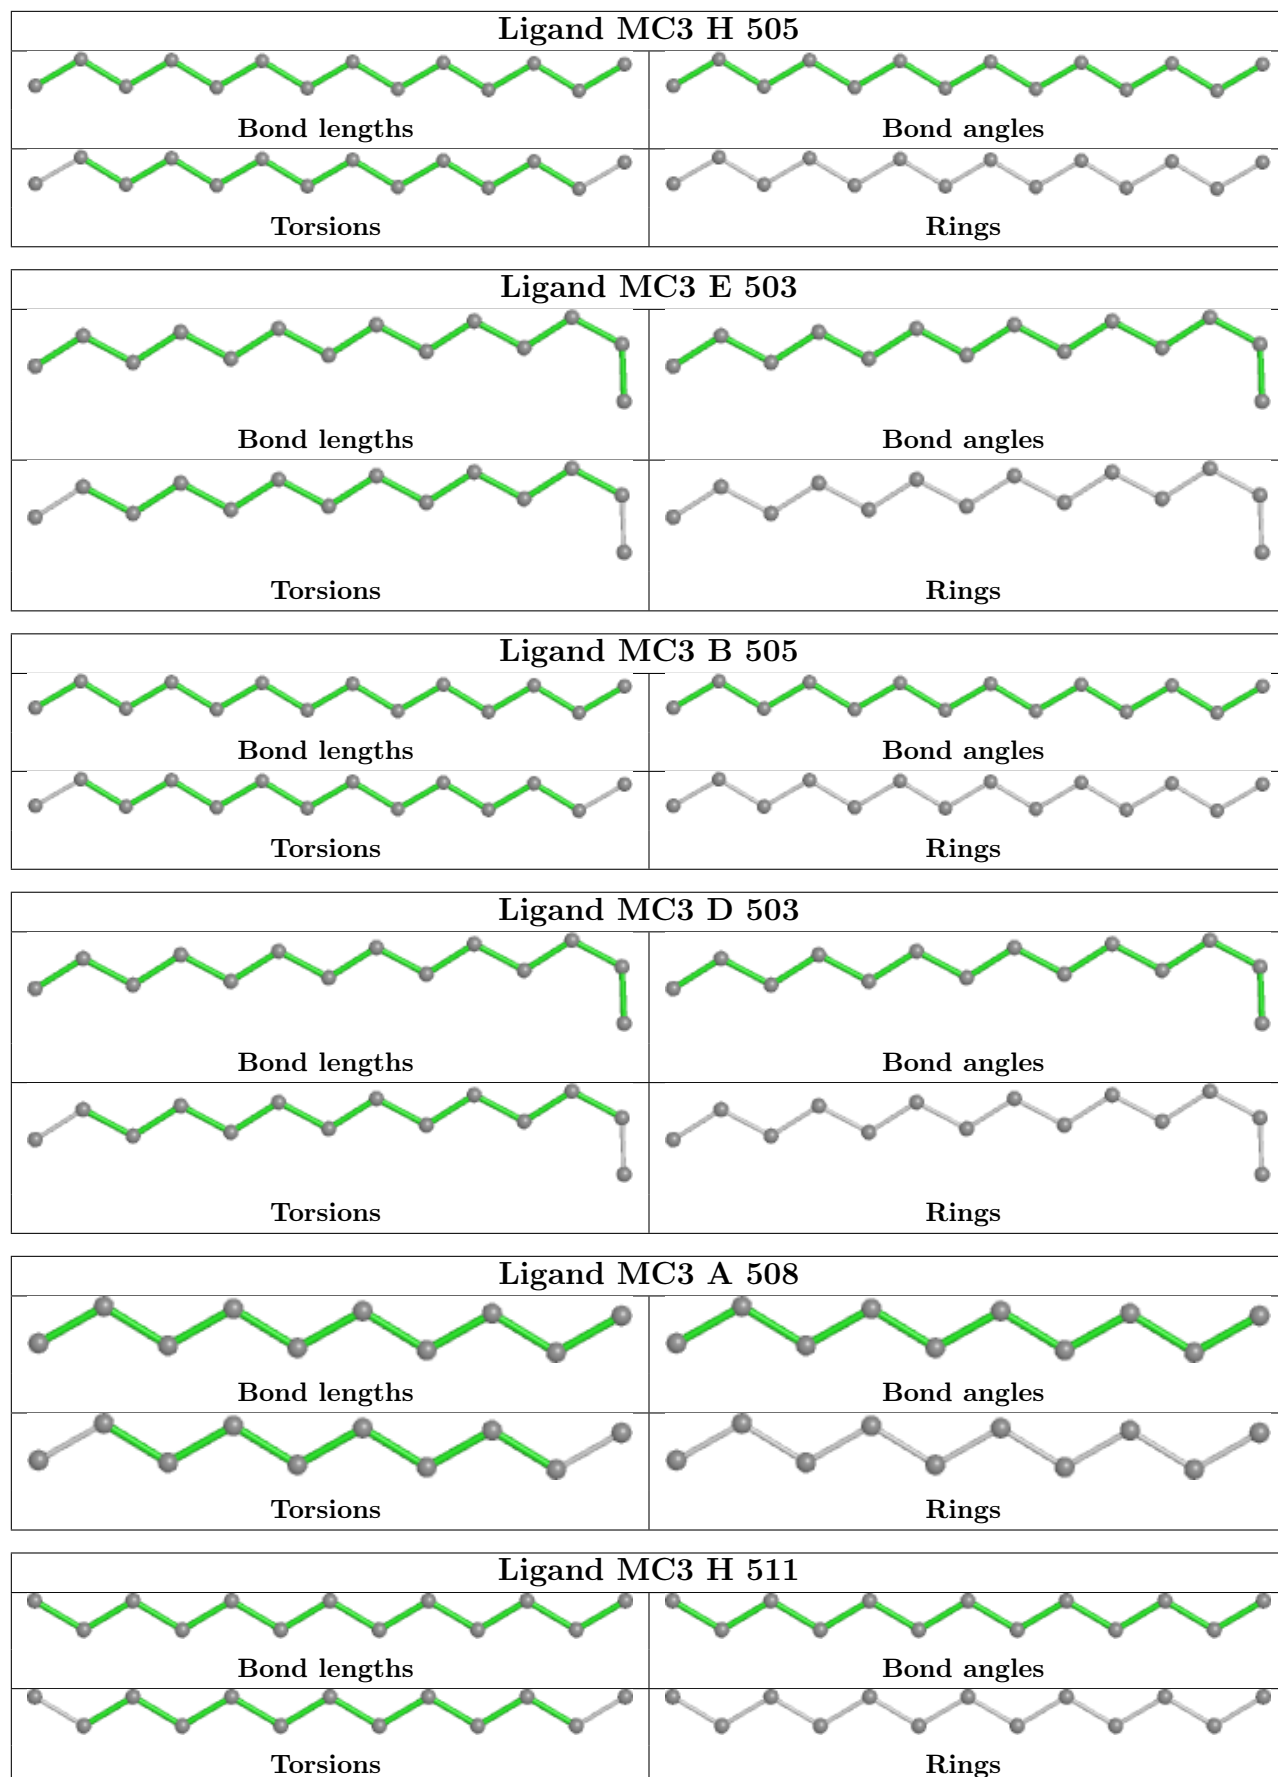 Ligand MC3 H 505
Bond lengths Bond angles
Torsions Rings
Ligand MC3 E 503
Bond lengths Bond angles
Torsions Rings
Ligand MC3 B 505
Bond lengths Bond angles
Torsions Rings
Ligand MC3 D 503
Bond lengths Bond angles
Torsions Rings
Ligand MC3 A 508
Bond lengths Bond angles
Torsions Rings
Ligand MC3 H 511
Bond lengths Bond angles
Torsions Rings